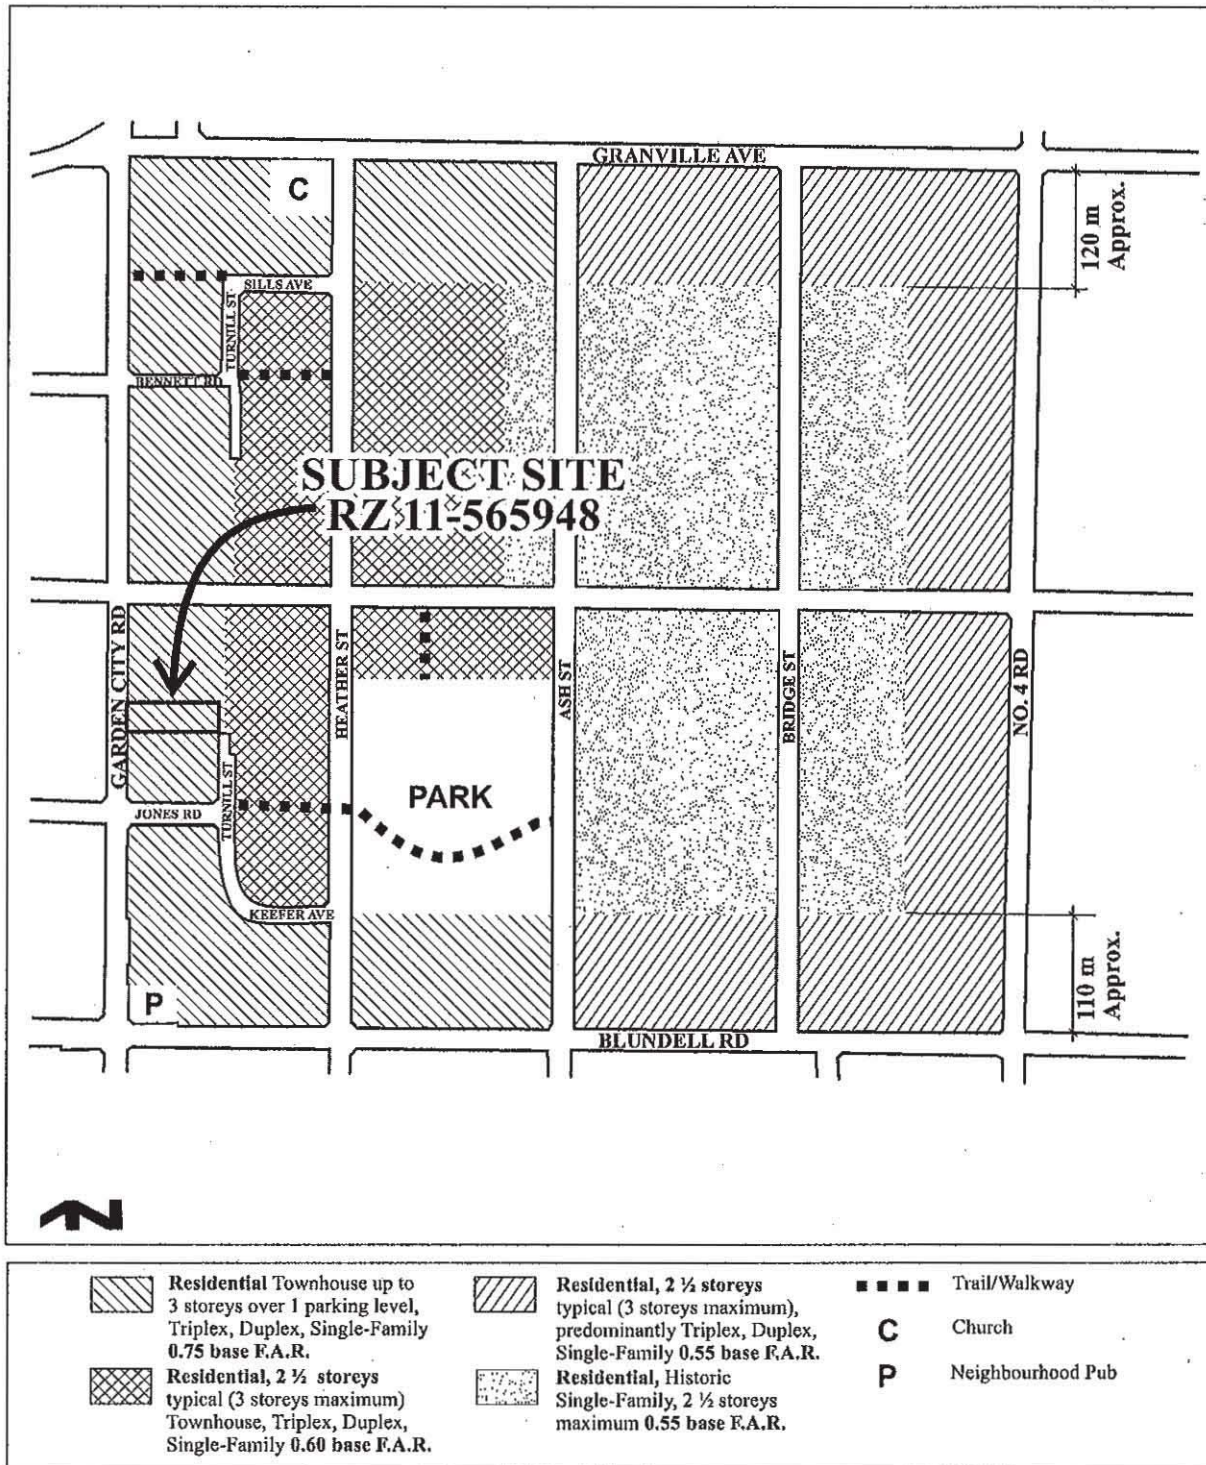 GRANVILLE AVE
C
120 m
Approx.
SILLS AVE
TURNILL ST
BENNETT RD
SUBJECT SITE
RZ 11-565948
GARDEN CITY RD
HEATHER ST
ASH ST
BRIDGE ST
NO. 4 RD
TURNILL ST
JONES RD
PARK
KEEFER AVE
P
110 m
Approx.
BLUNDELL RD
N
Residential Townhouse up to
3 storeys over 1 parking level,
Triplex, Duplex, Single-Family
0.75 base F.A.R.
Residential, 2 ½ storeys
typical (3 storeys maximum)
Townhouse, Triplex, Duplex,
Single-Family 0.60 base F.A.R.
Residential, 2 ½ storeys
typical (3 storeys maximum),
predominantly Triplex, Duplex,
Single-Family 0.55 base F.A.R.
Residential, Historic
Single-Family, 2 ½ storeys
maximum 0.55 base F.A.R.
Trail/Walkway
C Church
P Neighbourhood Pub